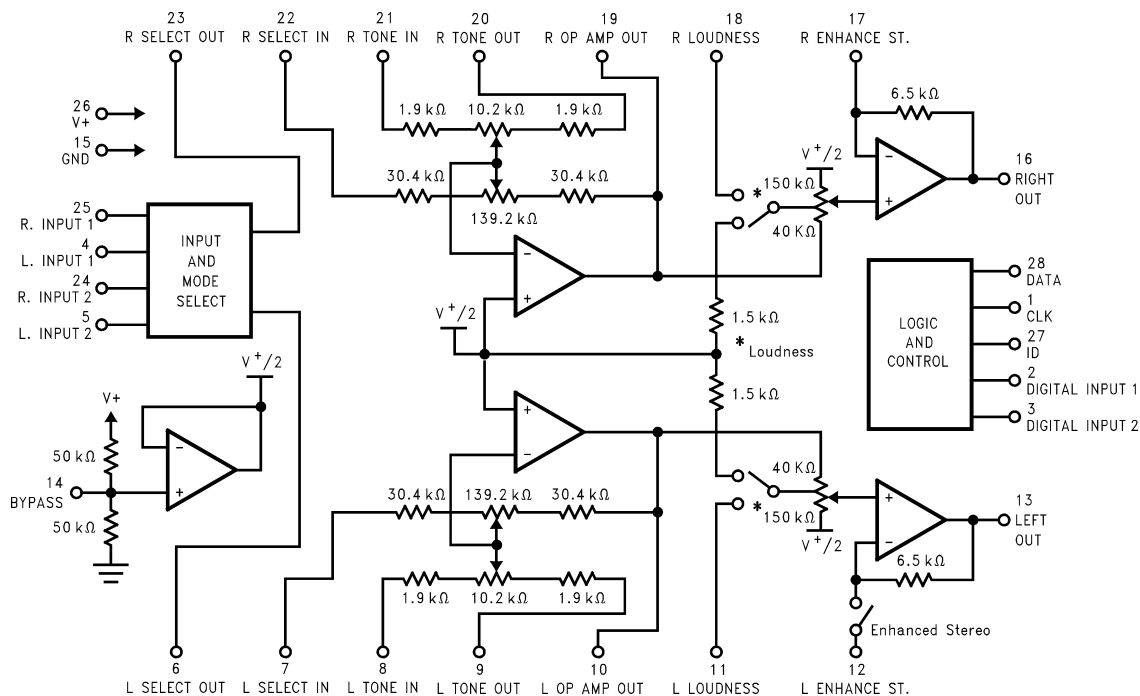 23
R SELECT OUT
22
R SELECT IN
21
R TONE IN
20
R TONE OUT
19
R OP AMP OUT
18
R LOUDNESS
17
R ENHANCE ST.
1.9 kΩ
10.2 kΩ
1.9 kΩ
6.5 kΩ
26
V+
15
GND
V+/2
30.4 kΩ
30.4 kΩ
139.2 kΩ
*
150 kΩ
40 KΩ
−
+
16
RIGHT
OUT
25
R. INPUT 1
4
L. INPUT 1
24
R. INPUT 2
5
L. INPUT 2
INPUT
AND
MODE
SELECT
−
+
V+/2
1.5 kΩ
* Loudness
1.5 kΩ
LOGIC
AND
CONTROL
28
DATA
1
CLK
27
ID
2
DIGITAL INPUT 1
3
DIGITAL INPUT 2
V+/2
V+
50 kΩ
14
BYPASS
50 kΩ
−
+
+
−
30.4 kΩ
139.2 kΩ
30.4 kΩ
40 KΩ
*
150 kΩ
V+/2
+
−
13
LEFT
OUT
6.5 kΩ
1.9 kΩ
10.2 kΩ
1.9 kΩ
Enhanced Stereo
6
L SELECT OUT
7
L SELECT IN
8
L TONE IN
9
L TONE OUT
10
L OP AMP OUT
11
L LOUDNESS
12
L ENHANCE ST.